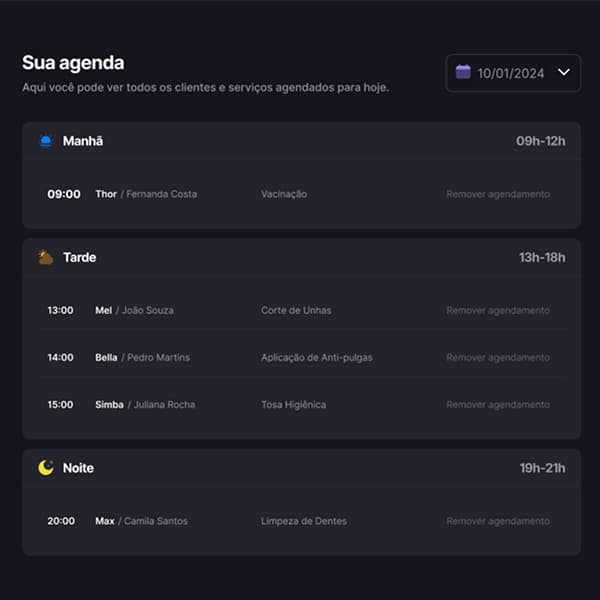 Sua agenda
Aqui você pode ver todos os clientes e serviços agendados para hoje.
10/01/2024
Manhã 09h-12h
09:00 Thor / Fernanda Costa Vacinação Remover agendamento
Tarde 13h-18h
13:00 Mel / João Souza Corte de Unhas Remover agendamento
14:00 Bella / Pedro Martins Aplicação de Anti-pulgas Remover agendamento
15:00 Simba / Juliana Rocha Tosa Higiênica Remover agendamento
Noite 19h-21h
20:00 Max / Camila Santos Limpeza de Dentes Remover agendamento